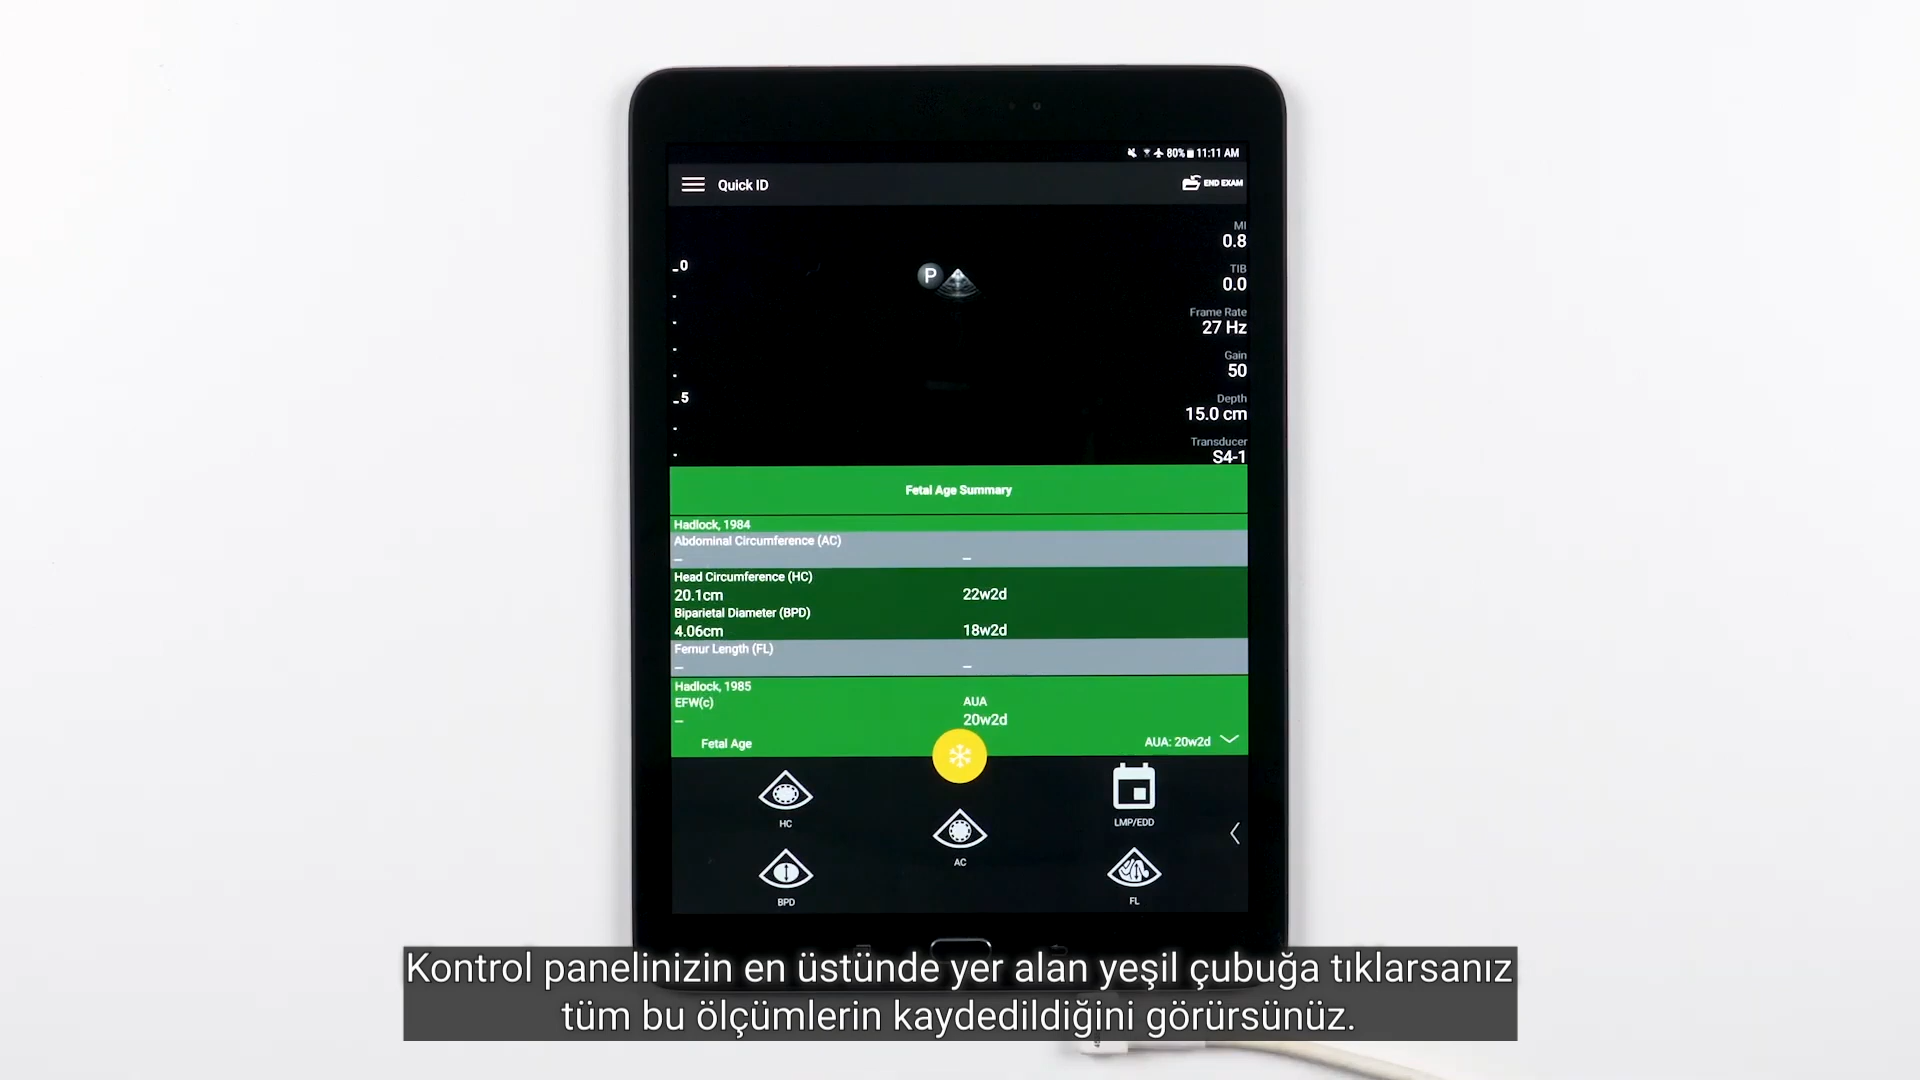 80% 11:11 AM
Quick ID
END EXAM
MI
0.8
TIB
0.0
Frame Rate
27 Hz
Gain
50
Depth
15.0 cm
Transducer
S4-1
0
5
P
Fetal Age Summary
Hadlock, 1984
Abdominal Circumference (AC)
– –
Head Circumference (HC)
20.1cm 22w2d
Biparietal Diameter (BPD)
4.06cm 18w2d
Femur Length (FL)
– –
Hadlock, 1985
EFW(c) AUA
– 20w2d
Fetal Age AUA: 20w2d
HC
LMP/EDD
AC
BPD
FL
Kontrol panelinizin en üstünde yer alan yeşil çubuğa tıklarsanız
tüm bu ölçümlerin kaydedildiğini görürsünüz.